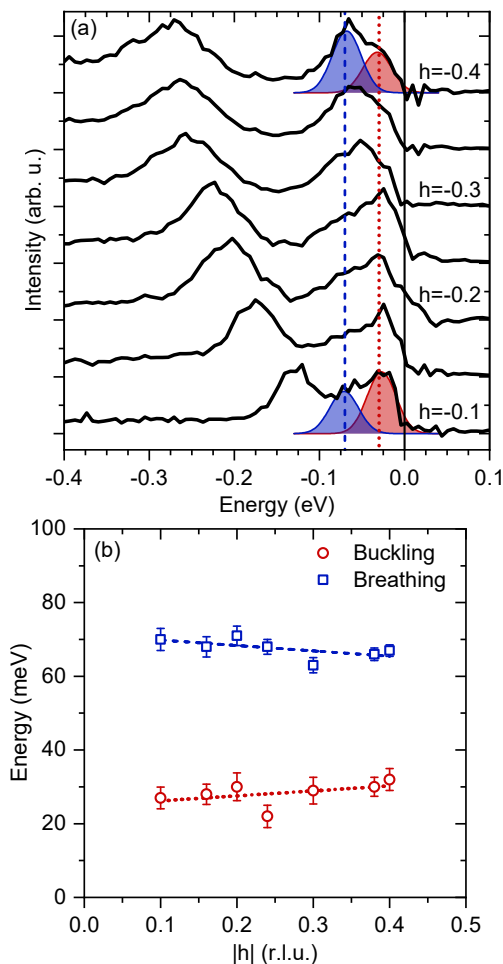 (a)
Intensity (arb. u.)
h=-0.4
h=-0.3
h=-0.2
h=-0.1
-0.4 -0.3 -0.2 -0.1 0.0 0.1
Energy (eV)
(b)
Buckling
Breathing
100
80
60
40
20
0
Energy (meV)
0.0 0.1 0.2 0.3 0.4 0.5
|h| (r.l.u.)